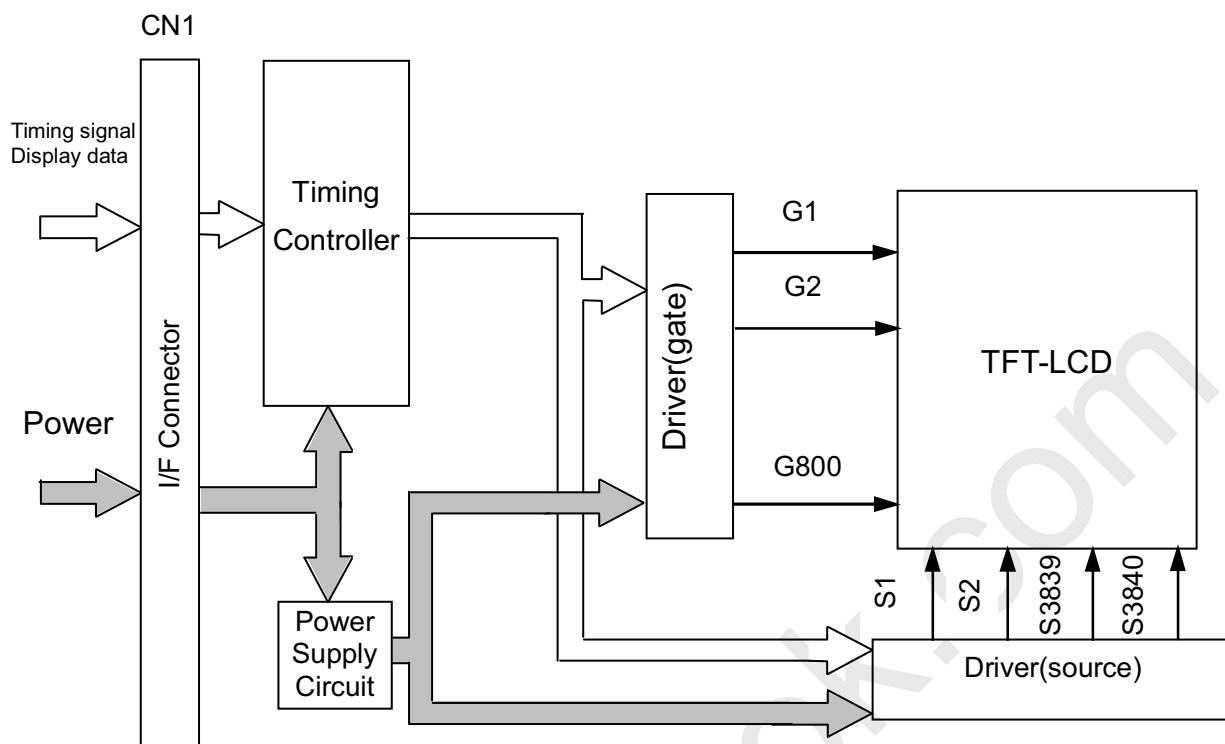 CN1
Timing signal
Display data
Timing
Controller
Power
I/F Connector
Power
Supply
Circuit
Driver(gate)
G1
G2
G800
TFT-LCD
S1
S2
S3839
S3840
Driver(source)